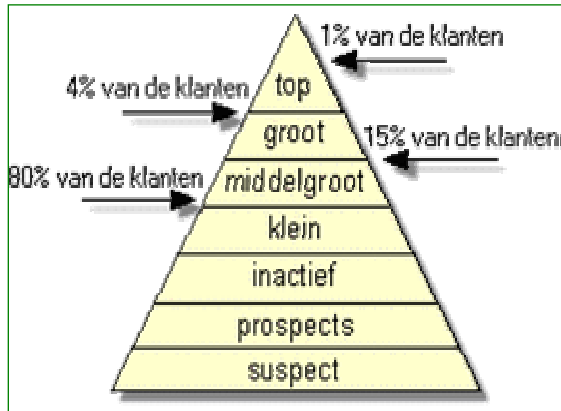 1% van de klanten
4% van de klanten
top
groot
15% van de klanten
80% van de klanten
middelgroot
klein
inactief
prospects
suspect